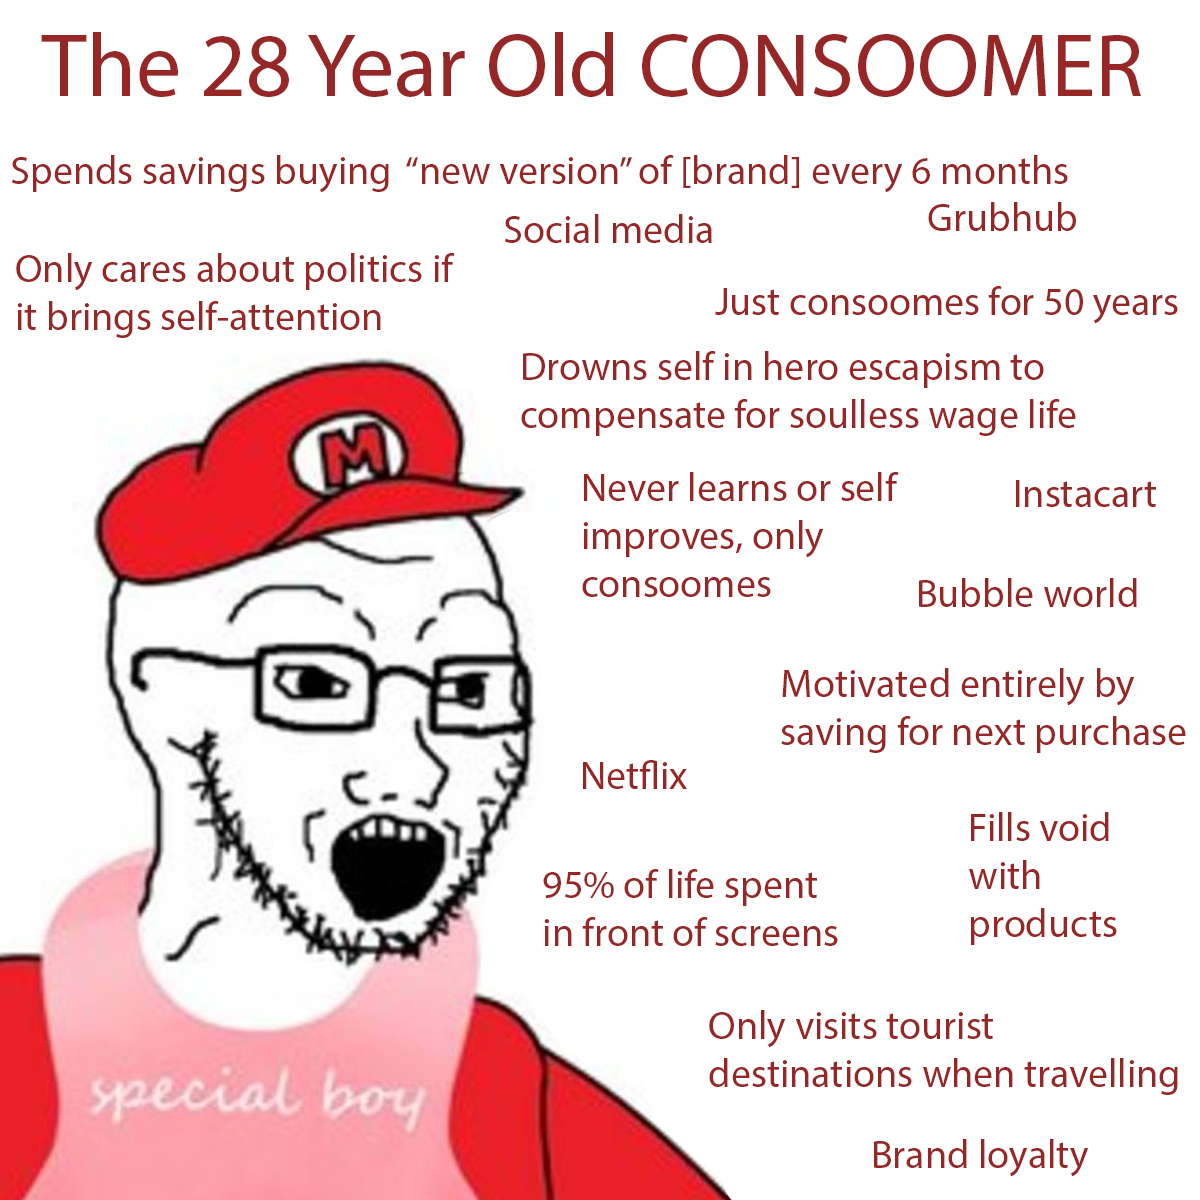 The 28 Year Old CONSOOMER
Spends savings buying “new version” of [brand] every 6 months
Social media
Grubhub
Only cares about politics if
it brings self-attention
Just consoomes for 50 years
Drowns self in hero escapism to
compensate for soulless wage life
M
Never learns or self
improves, only
consoomes
Instacart
Bubble world
Motivated entirely by
saving for next purchase
Netflix
Fills void
with
products
95% of life spent
in front of screens
Only visits tourist
destinations when travelling
special boy
Brand loyalty